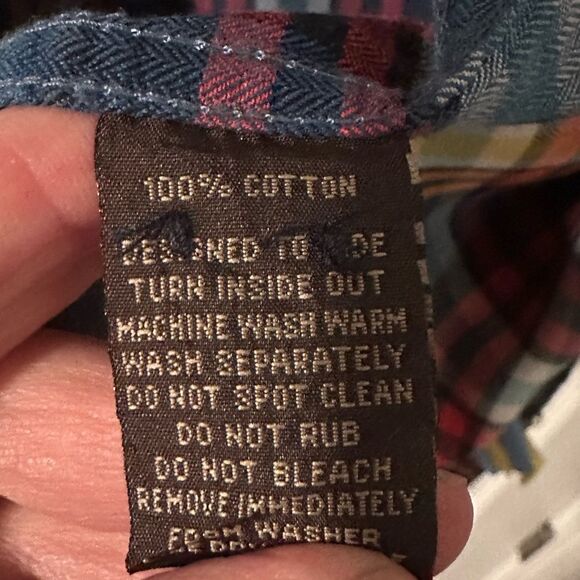 100% COTTON
DESIGNED TO
TURN INSIDE OUT
MACHINE WASH WARM
WASH SEPARATELY
DO NOT SPOT CLEAN
DO NOT RUB
DO NOT BLEACH
REMOVE IMMEDIATELY
FROM WASHER